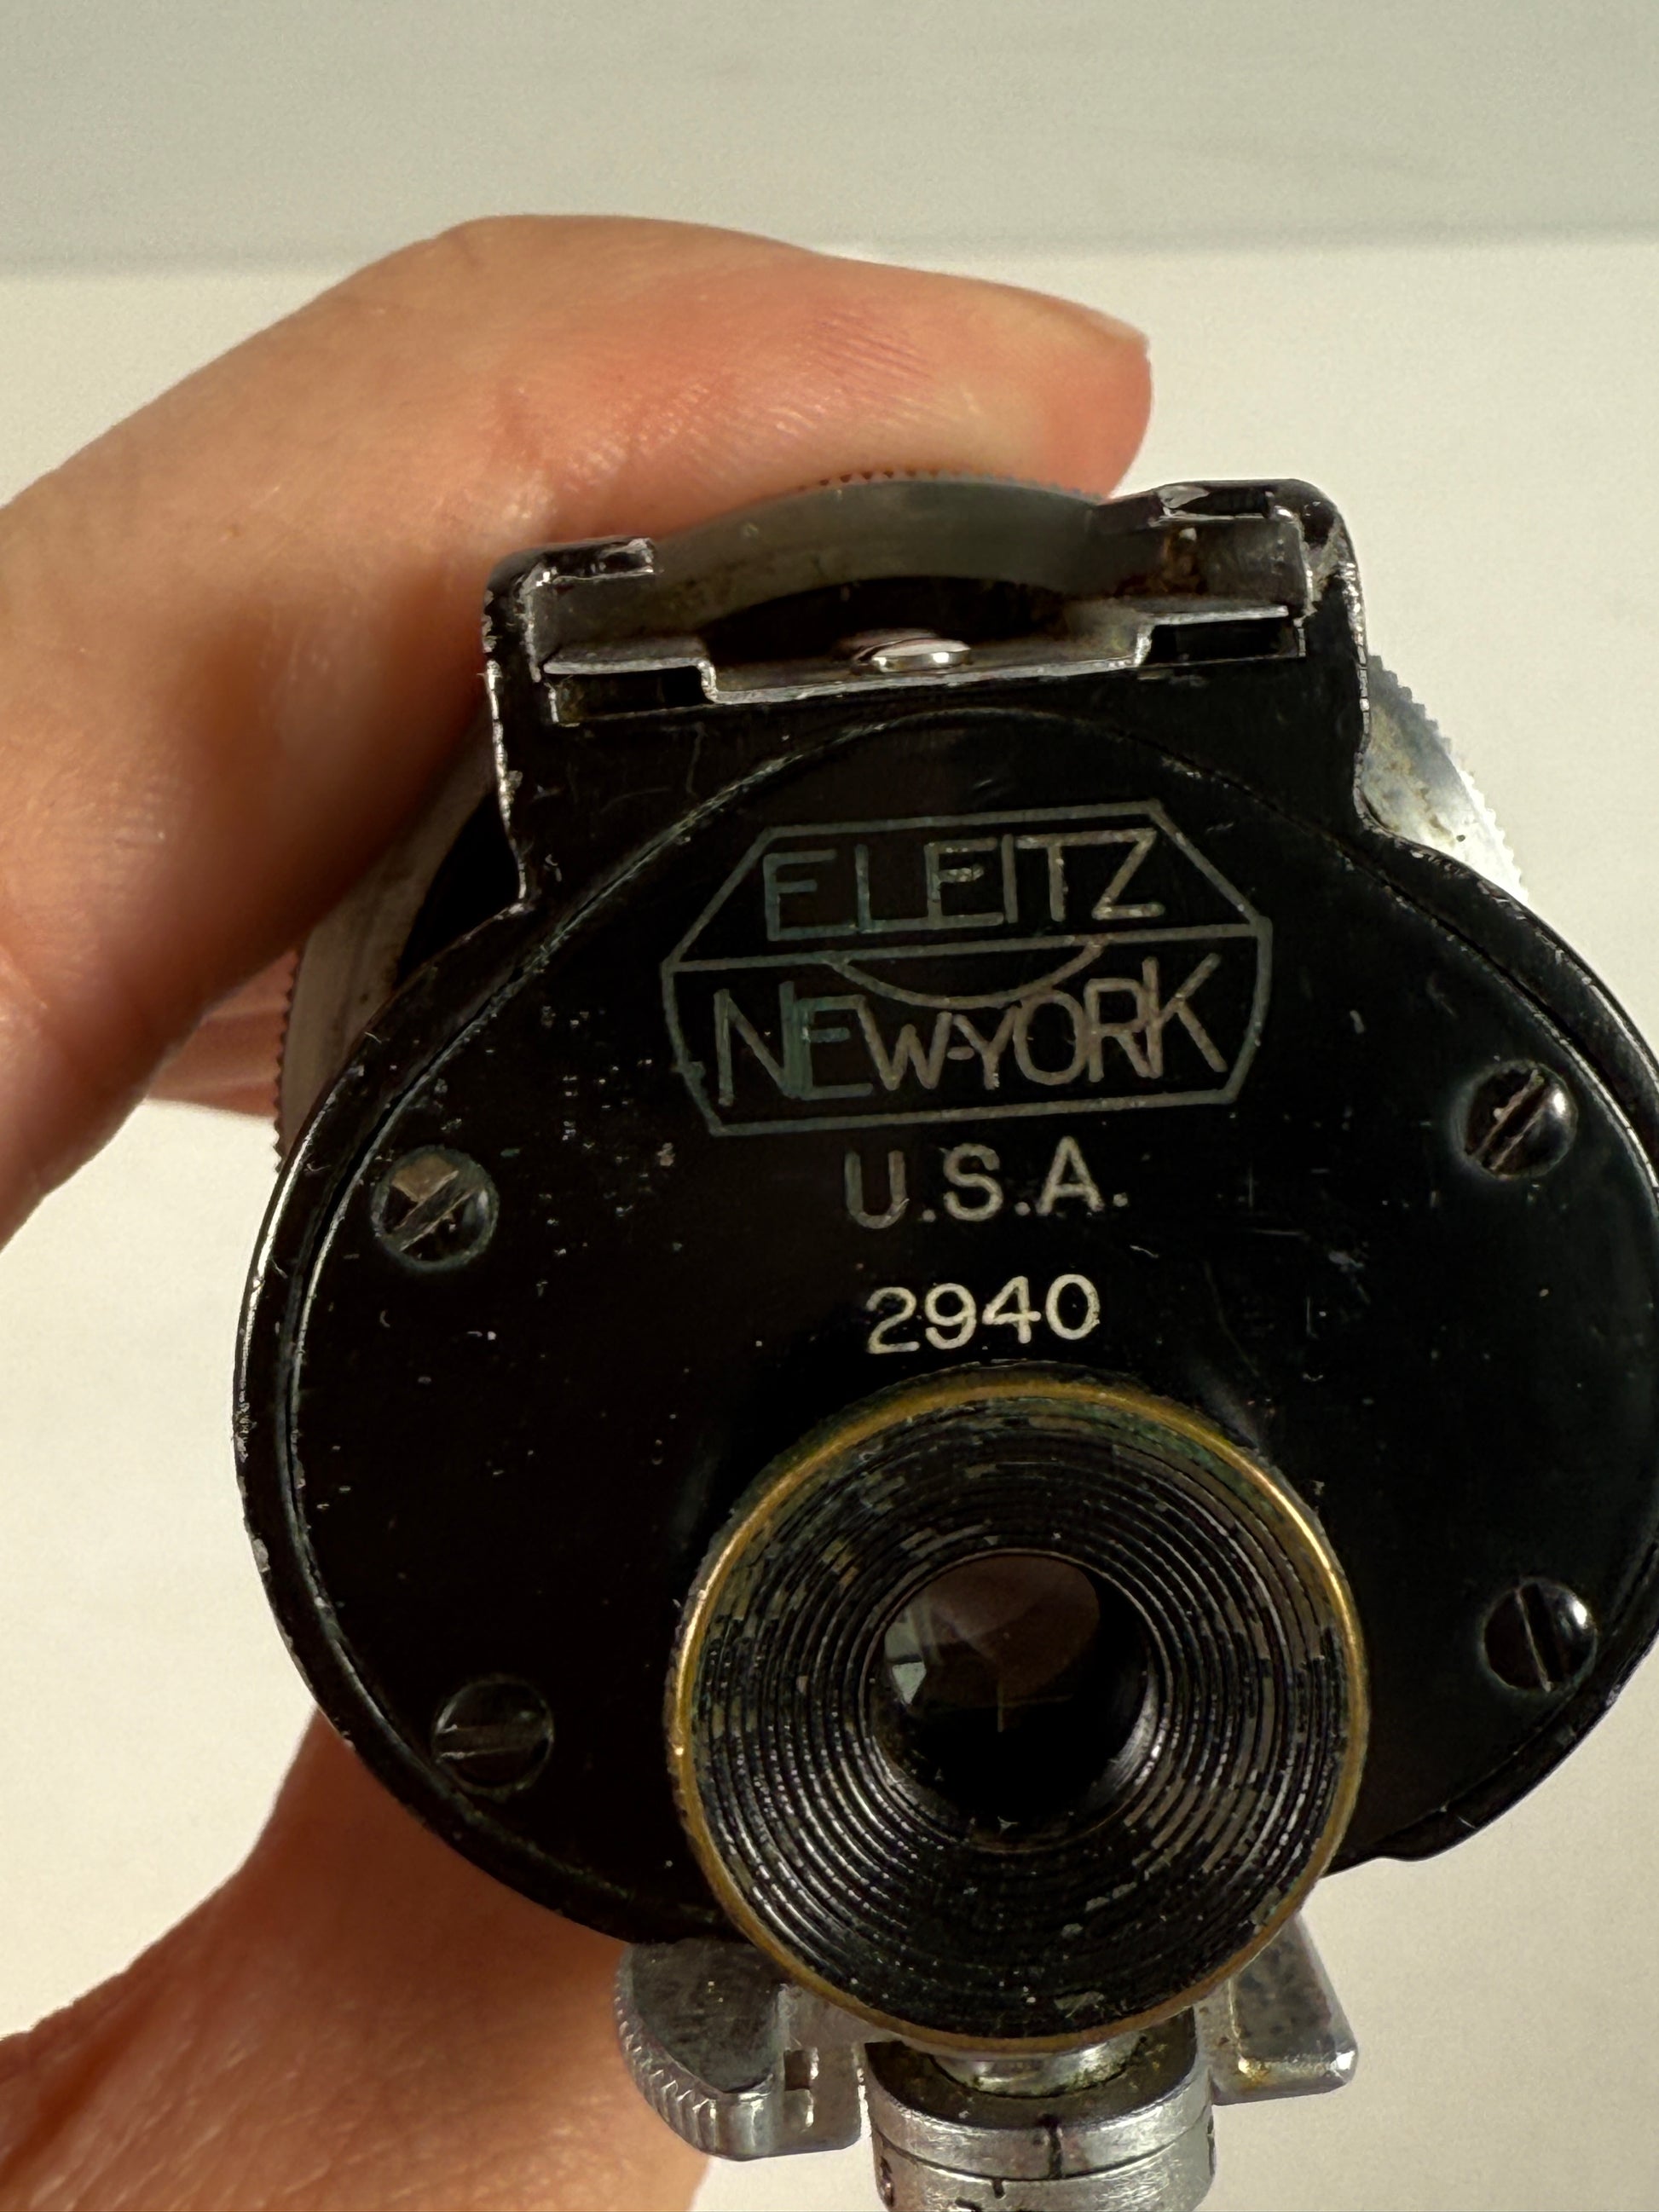 E. LEITZ
NEW-YORK
U.S.A.
2940